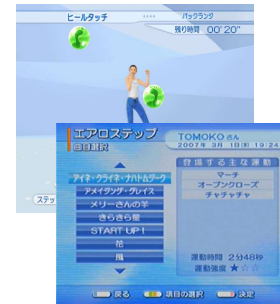 ヒールタッチ バックランジ
残り時間 00'20"
ステッ
エアロステップ
曲目選択
TOMOKO さん
2007年 3月 1日(木) 19:24
アイネ・クライネ・ナハトムジーク
アメイジング・グレイス
メリーさんの羊
きらきら星
START UP!
花
風
登場する主な運動
マーチ
オープンクローズ
チャチャチャ
運動時間 2分48秒
運動強度 ★☆☆
戻る 項目の選択 決定